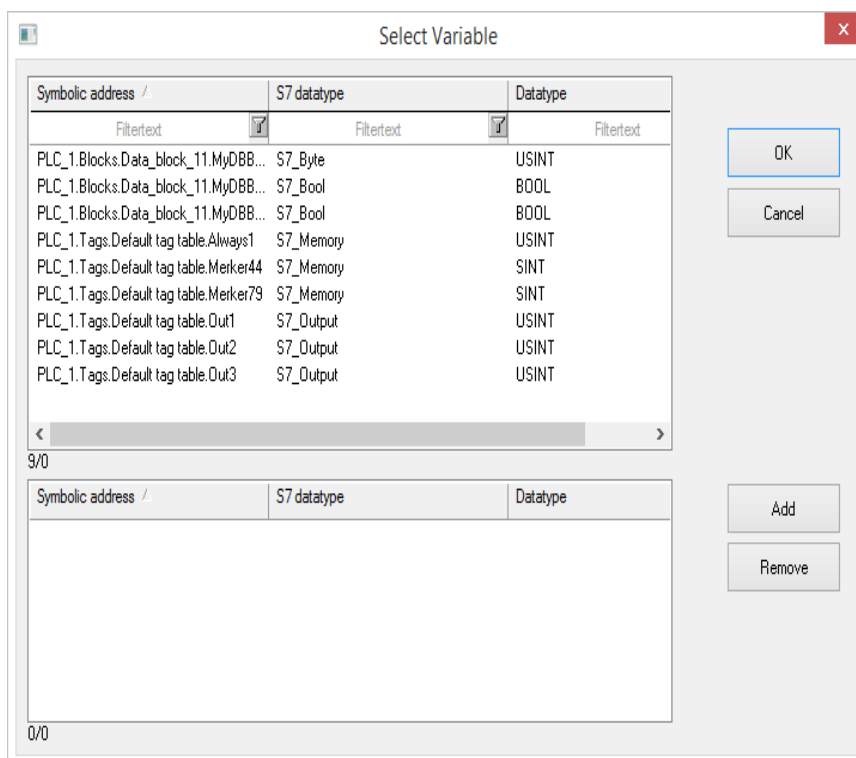 Select Variable
x
Symbolic address S7 datatype Datatype
Filtertext Filtertext Filtertext
PLC_1.Blocks.Data_block_11.MyDBB... S7_Byte USINT
PLC_1.Blocks.Data_block_11.MyDBB... S7_Bool BOOL
PLC_1.Blocks.Data_block_11.MyDBB... S7_Bool BOOL
PLC_1.Tags.Default tag table.Always1 S7_Memory USINT
PLC_1.Tags.Default tag table.Merker44 S7_Memory SINT
PLC_1.Tags.Default tag table.Merker79 S7_Memory SINT
PLC_1.Tags.Default tag table.Out1 S7_Output USINT
PLC_1.Tags.Default tag table.Out2 S7_Output USINT
PLC_1.Tags.Default tag table.Out3 S7_Output USINT
9/0
OK
Cancel
Symbolic address S7 datatype Datatype
0/0
Add
Remove